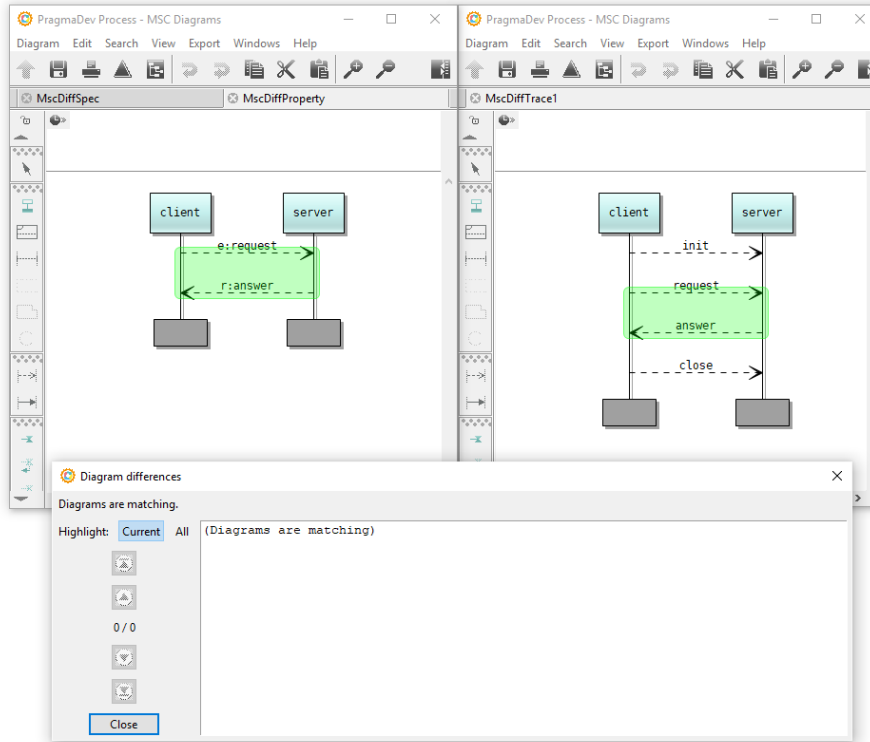 PragmaDev Process - MSC Diagrams
Diagram Edit Search View Export Windows Help
MscDiffSpec
MscDiffProperty
client
server
e:request
r:answer
PragmaDev Process - MSC Diagrams
Diagram Edit Search View Export Windows Help
MscDiffTrace1
client
server
init
request
answer
close
Diagram differences
Diagrams are matching.
Highlight: Current All
(Diagrams are matching)
0 / 0
Close